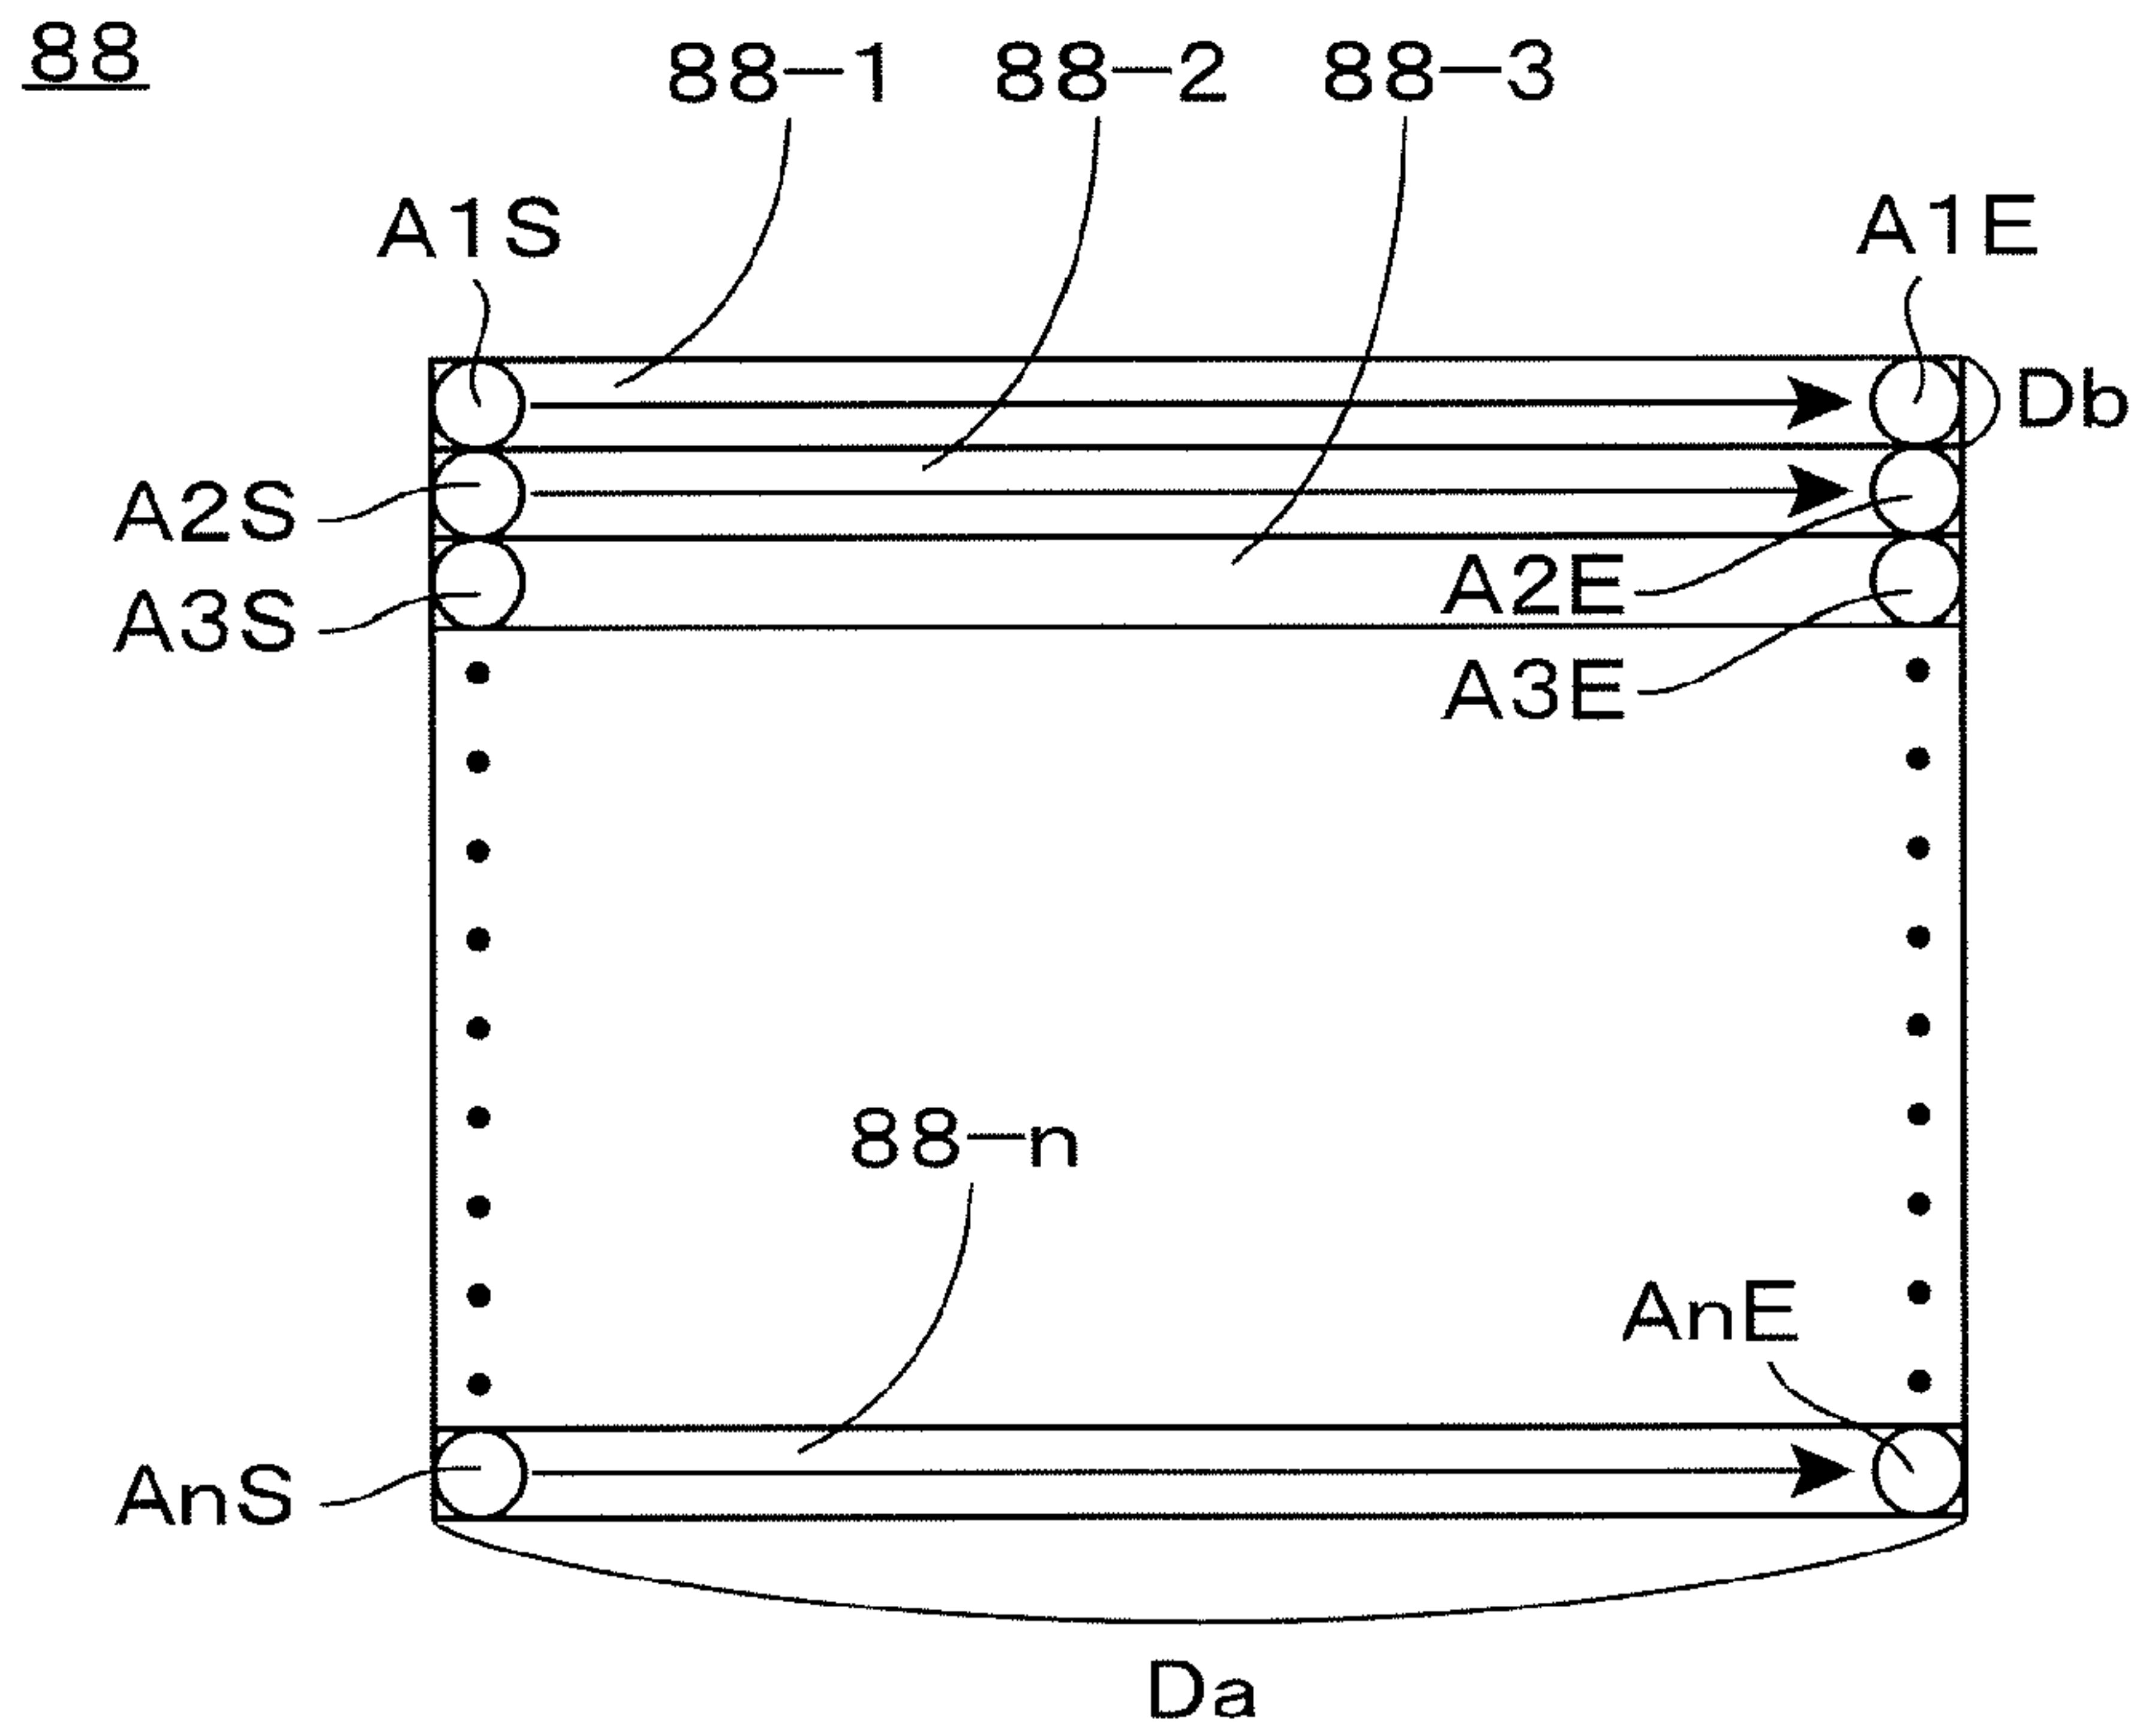 88
88-1 88-2 88-3
A1S A1E
Db
A2S
A2E
A3S
A3E
88-n
AnE
AnS
Da